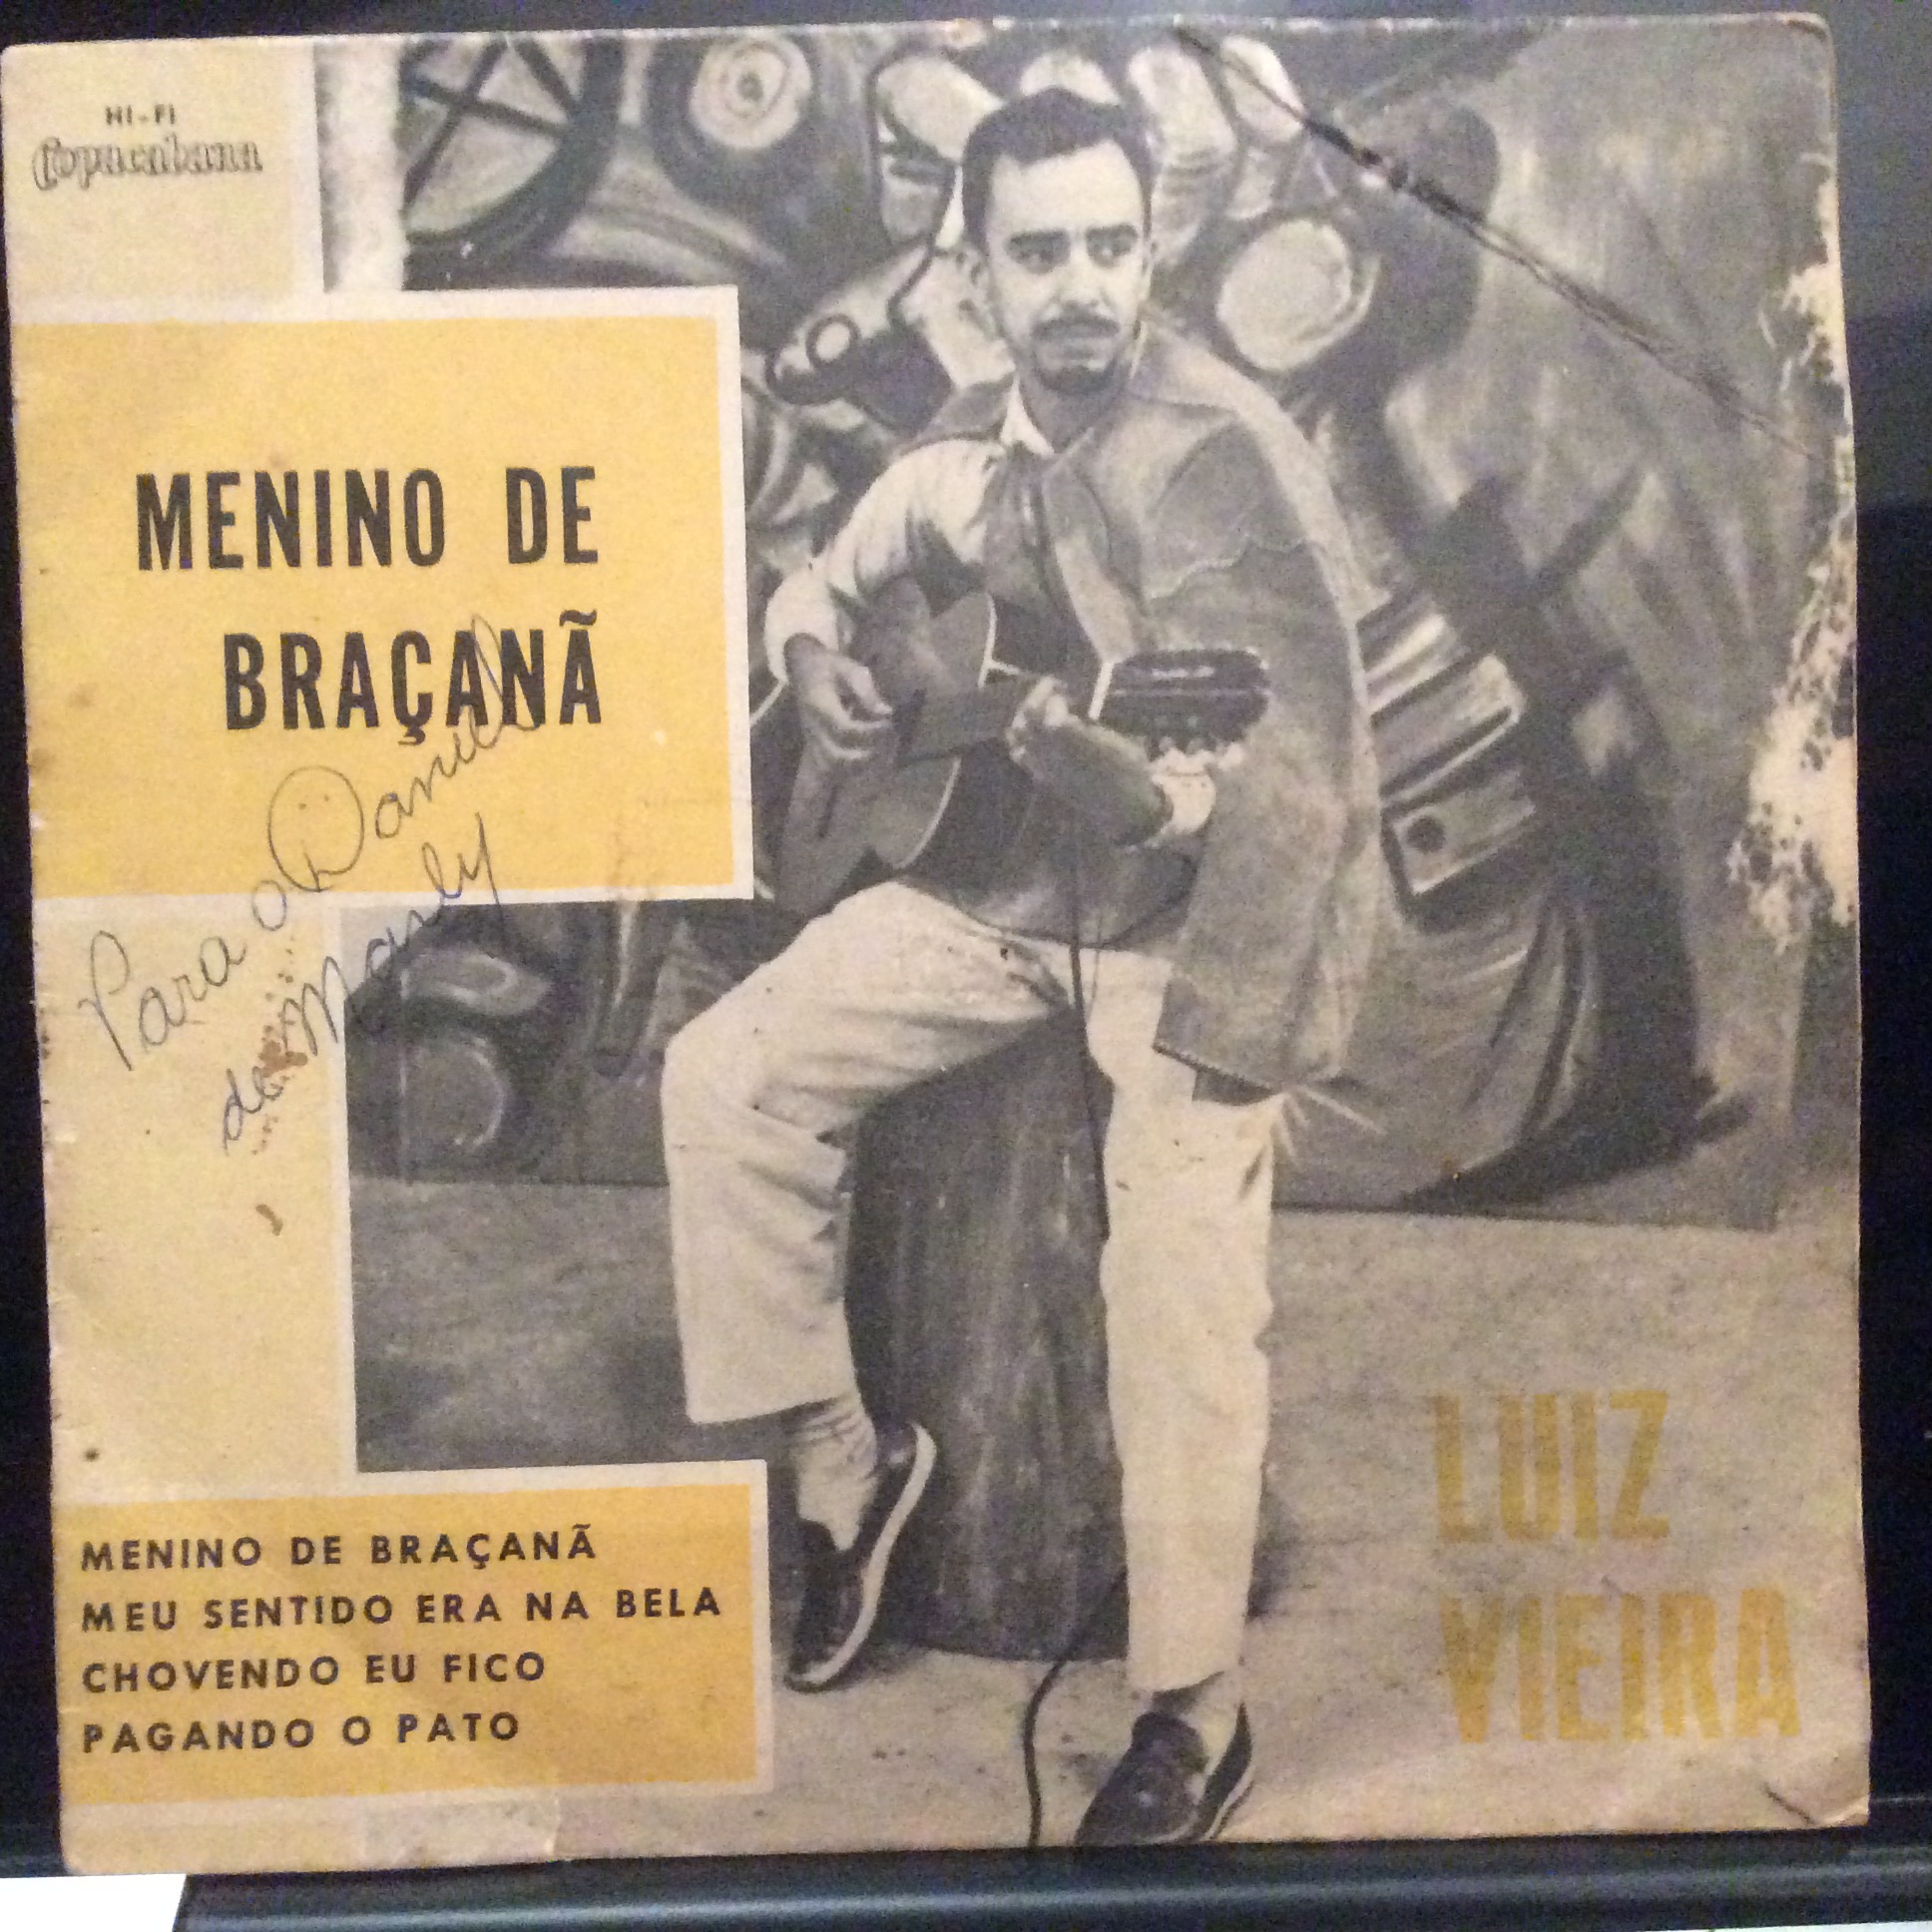 HI-FI
Copacabana
MENINO DE
BRAÇANÃ
Para o Daniel
de Marly
MENINO DE BRAÇANÃ
MEU SENTIDO ERA NA BELA
CHOVENDO EU FICO
PAGANDO O PATO
LUIZ
VIEIRA